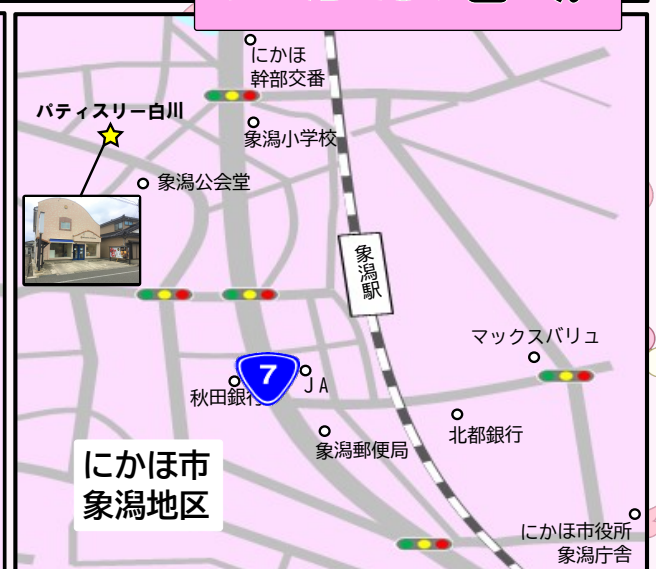 にかほ
幹部交番
パティスリー白川
象潟小学校
象潟公会堂
象潟駅
マックスバリュ
7
JA
秋田銀行
北都銀行
象潟郵便局
にかほ市
象潟地区
にかほ市役所
象潟庁舎